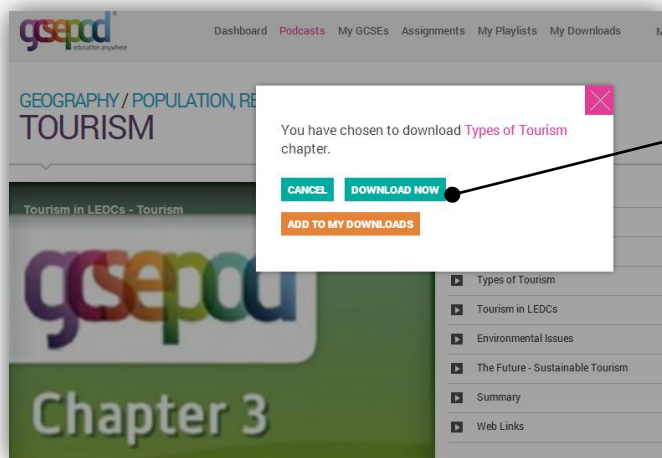 gcsepod
education anywhere
Dashboard Podcasts My GCSEs Assignments My Playlists My Downloads M
GEOGRAPHY / POPULATION, RE
TOURISM
You have chosen to download Types of Tourism
chapter.
CANCEL DOWNLOAD NOW
ADD TO MY DOWNLOADS
Tourism in LEDCs - Tourism
gcsepod
Chapter 3
Types of Tourism
Tourism in LEDCs
Environmental Issues
The Future - Sustainable Tourism
Summary
Web Links